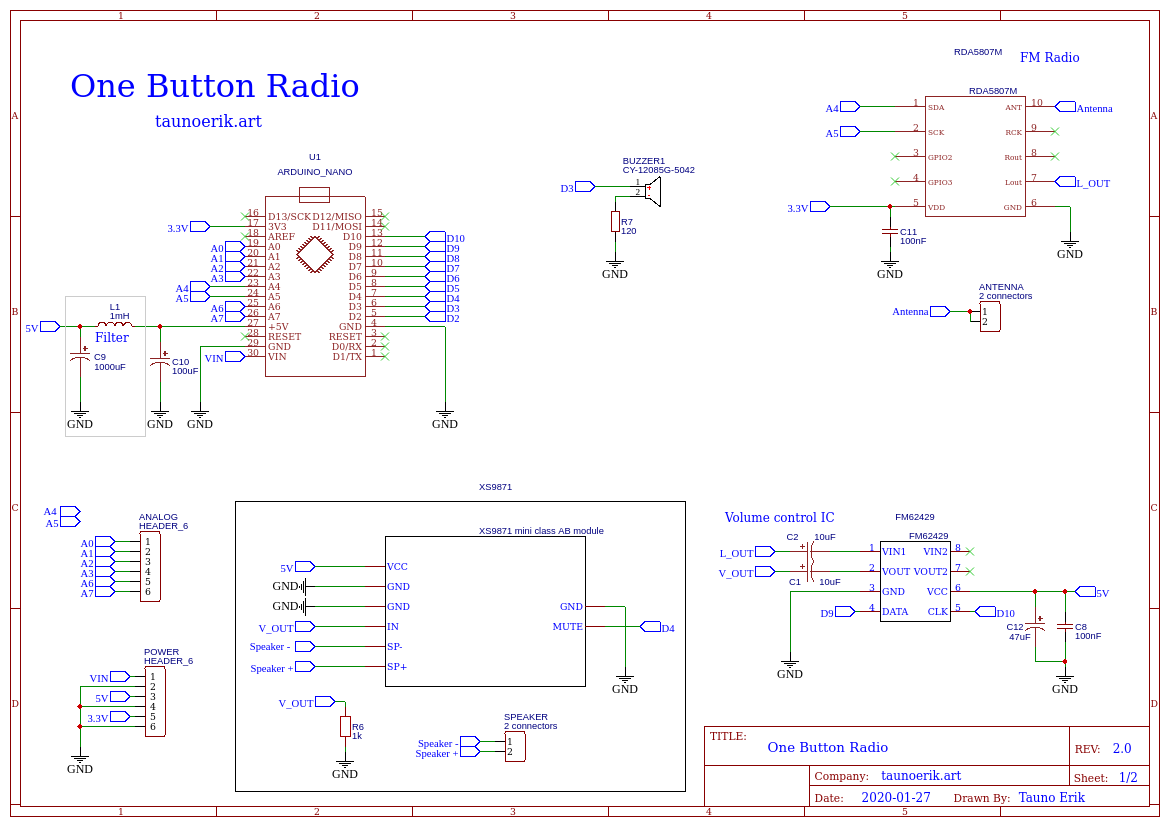 1 2 3 4 5
RDA5807M
FM Radio
One Button Radio
taunoerik.art
RDA5807M
A A
A4 1 SDA ANT 10 Antenna
A5 2 SCK RCK 9
3 GPIO2 Rout 8
4 GPIO3 Lout 7 L_OUT
3.3V 5 VDD GND 6
C11
100nF
GND
GND
U1
ARDUINO_NANO
16 D13/SCK D12/MISO 15
3.3V 17 3V3 D11/MOSI 14
18 AREF D10 13 D10
A0 19 A0 D9 12 D9
A1 20 A1 D8 11 D8
A2 21 A2 D7 10 D7
A3 22 A3 D6 9 D6
A4 23 A4 D5 8 D5
A5 24 A5 D4 7 D4
A6 25 A6 D3 6 D3
A7 26 A7 D2 5 D2
27 +5V GND 4
28 RESET RESET 3
29 GND D0/RX 2
VIN 30 VIN D1/TX 1
BUZZER1
CY-12085G-5042
D3
1
2
R7
120
GND
B B
5V
L1
1mH
Filter
C9
1000uF
C10
100uF
GND GND GND GND
ANTENNA
2 connectors
Antenna
1
2
C C
A4
A5
ANALOG
HEADER_6
A0 1
A1 2
A2 3
A3 4
A6 5
A7 6
POWER
HEADER_6
VIN 1
2
5V 3
4
3.3V 5
6
GND
XS9871
XS9871 mini class AB module
5V VCC
GND GND
GND GND GND
V_OUT IN MUTE D4
Speaker - SP-
Speaker + SP+
GND
V_OUT
R6
1k
GND
SPEAKER
2 connectors
Speaker - 1
Speaker + 2
Volume control IC
FM62429
FM62429
C2 10uF
L_OUT 1 VIN1 VIN2 8
V_OUT 2 VOUT VOUT2 7
C1 10uF
3 GND VCC 6 5V
D9 4 DATA CLK 5 D10
C12
47uF
C8
100nF
GND
GND
D D
TITLE:
One Button Radio
REV: 2.0
Company: taunoerik.art
Sheet: 1/2
Date: 2020-01-27 Drawn By: Tauno Erik
1 2 3 4 5